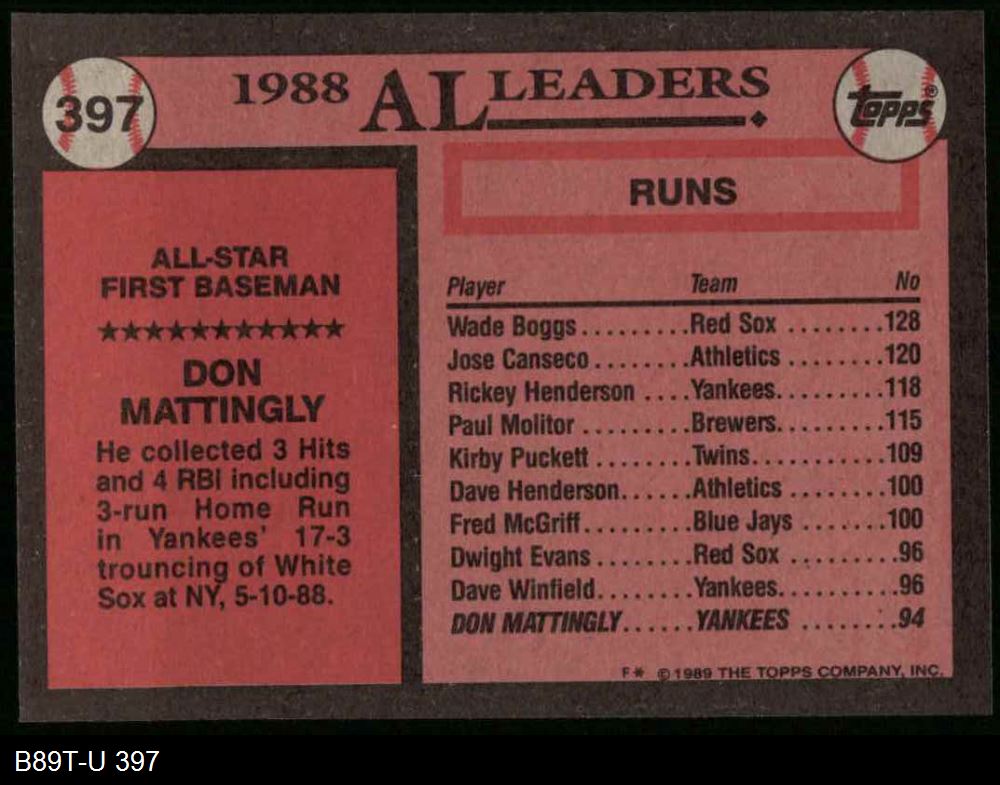 397
1988 AL LEADERS
Topps®
ALL-STAR
FIRST BASEMAN
★★★★★★★★★★★
DON
MATTINGLY
He collected 3 Hits
and 4 RBI including
3-run Home Run
in Yankees' 17-3
trouncing of White
Sox at NY, 5-10-88.
RUNS
Player Team No
Wade Boggs.........Red Sox ........128
Jose Canseco.........Athletics ........120
Rickey Henderson ....Yankees.........118
Paul Molitor .........Brewers.........115
Kirby Puckett ........Twins............109
Dave Henderson......Athletics ........100
Fred McGriff.........Blue Jays .......100
Dwight Evans........Red Sox .........96
Dave Winfield........Yankees..........96
DON MATTINGLY......YANKEES ........94
F* © 1989 THE TOPPS COMPANY, INC.
B89T-U 397